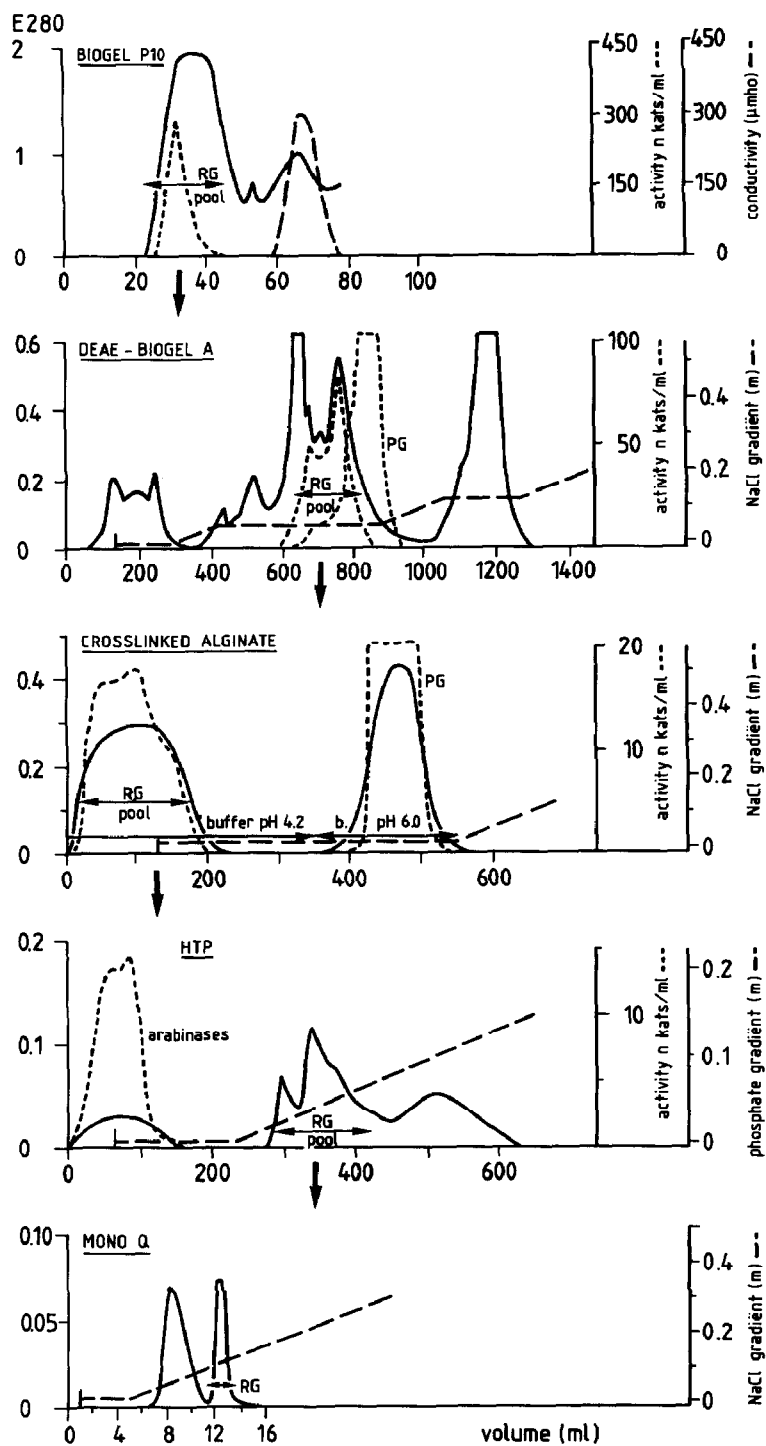 E280
BIOGEL P10
2
1
0
RG
pool
0 20 40 60 80 100
450
300
150
activity n kats/ml
450
300
150
0
conductivity (µmho)
DEAE - BIOGEL A
0.6
0.4
0.2
0
PG
RG
pool
0 200 400 600 800 1000 1200 1400
100
50
activity n kats/ml
0.4
0.2
0
NaCl gradiënt (m)
CROSSLINKED ALGINATE
0.4
0.2
0
RG
pool
buffer pH 4.2
b. pH 6.0
PG
0 200 400 600
20
10
activity n kats/ml
0.4
0.2
0
NaCl gradiënt (m)
HTP
0.2
0.1
0
arabinases
RG
pool
0 200 400 600
10
activity n kats/ml
0.2
0.1
0
phosphate gradiënt (m)
MONO Q
0.10
0.05
0
RG
0 4 8 12 16
volume (ml)
0.4
0.2
0
NaCl gradiënt (m)